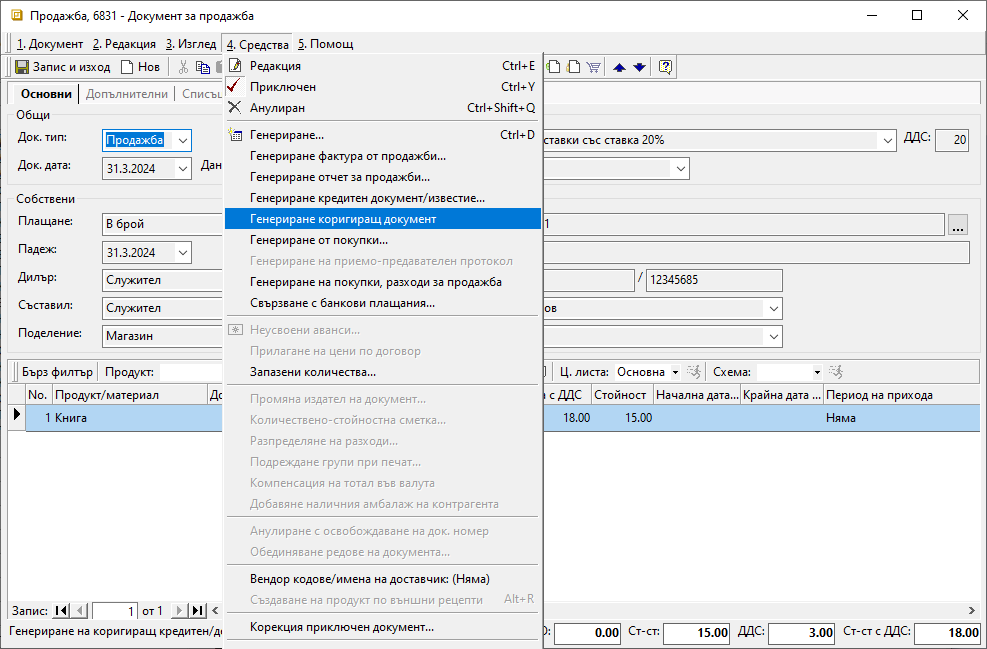 Продажба, 6831 - Документ за продажба
1. Документ 2. Редакция 3. Изглед 4. Средства 5. Помощ
Запис и изход Нов
Основни Допълнителни
Общи
Док. тип: Продажба ставки със ставка 20% ДДС: 20
Док. дата: 31.3.2024
Собствени
Плащане: В брой 1 ...
Падеж: 31.3.2024
Дилър: Служител / 12345685
Съставил: Служител ов
Поделение: Магазин
Бърз филтър Продукт: Ц. листа: Основна Схема:
No. Продукт/материал с ДДС Стойност Начална дата... Крайна дата ... Период на прихода
1 Книга 18.00 15.00 Няма
Редакция Ctrl+E
Приключен Ctrl+Y
Анулиран Ctrl+Shift+Q
Генериране... Ctrl+D
Генериране фактура от продажби...
Генериране отчет за продажби...
Генериране кредитен документ/известие...
Генериране коригиращ документ
Генериране от покупки...
Генериране на приемо-предавателен протокол
Генериране на покупки, разходи за продажба
Свързване с банкови плащания...
Неусвоени аванси...
Прилагане на цени по договор
Запазени количества...
Промяна издател на документ...
Количествено-стойностна сметка...
Разпределяне на разходи...
Подреждане групи при печат...
Компенсация на тотал във валута
Добавяне наличния амбалаж на контрагента
Анулиране с освобождаване на док. номер
Обединяване редове на документа...
Вендор кодове/имена на доставчик: (Няма)
Създаване на продукт по външни рецепти Alt+R
Корекция приключен документ...
Запис: 1 от 1
Генериране на коригиращ кредитен/д 0.00 Ст-ст: 15.00 ДДС: 3.00 Ст-ст с ДДС: 18.00